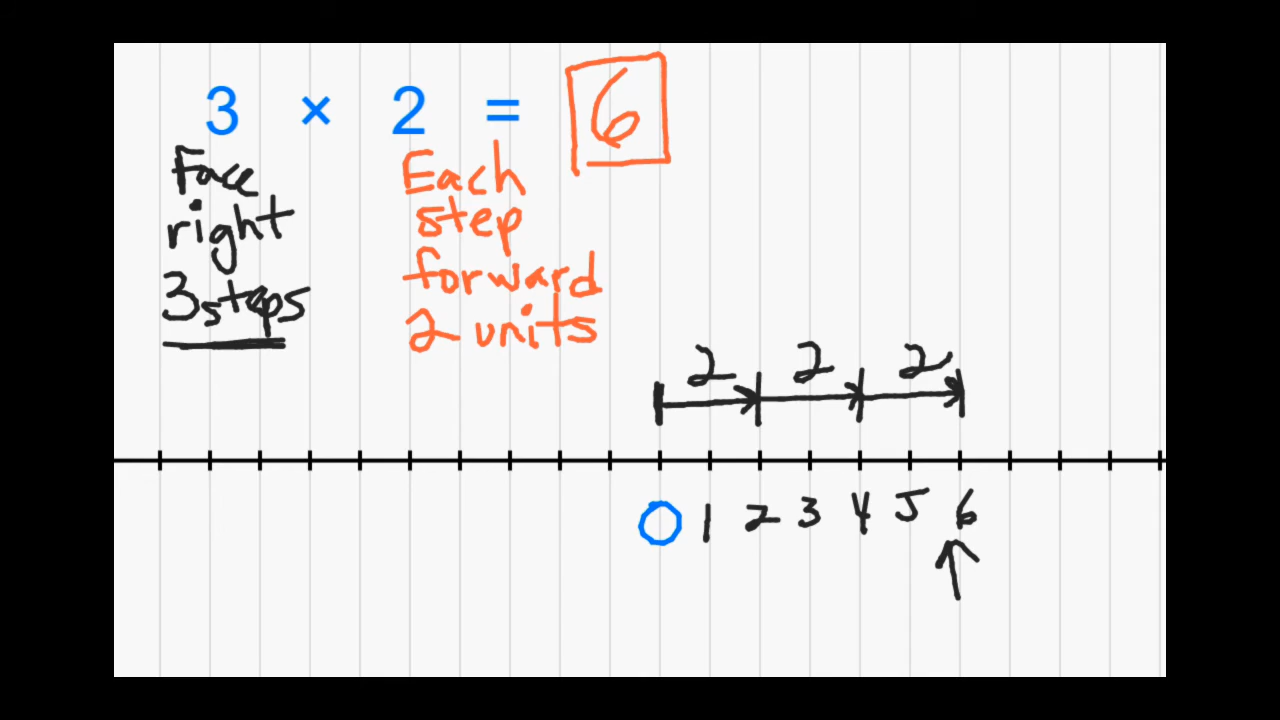 3 × 2 = 6
Face
right
3 steps
Each
step
forward
2 units
2 2 2
0 1 2 3 4 5 6